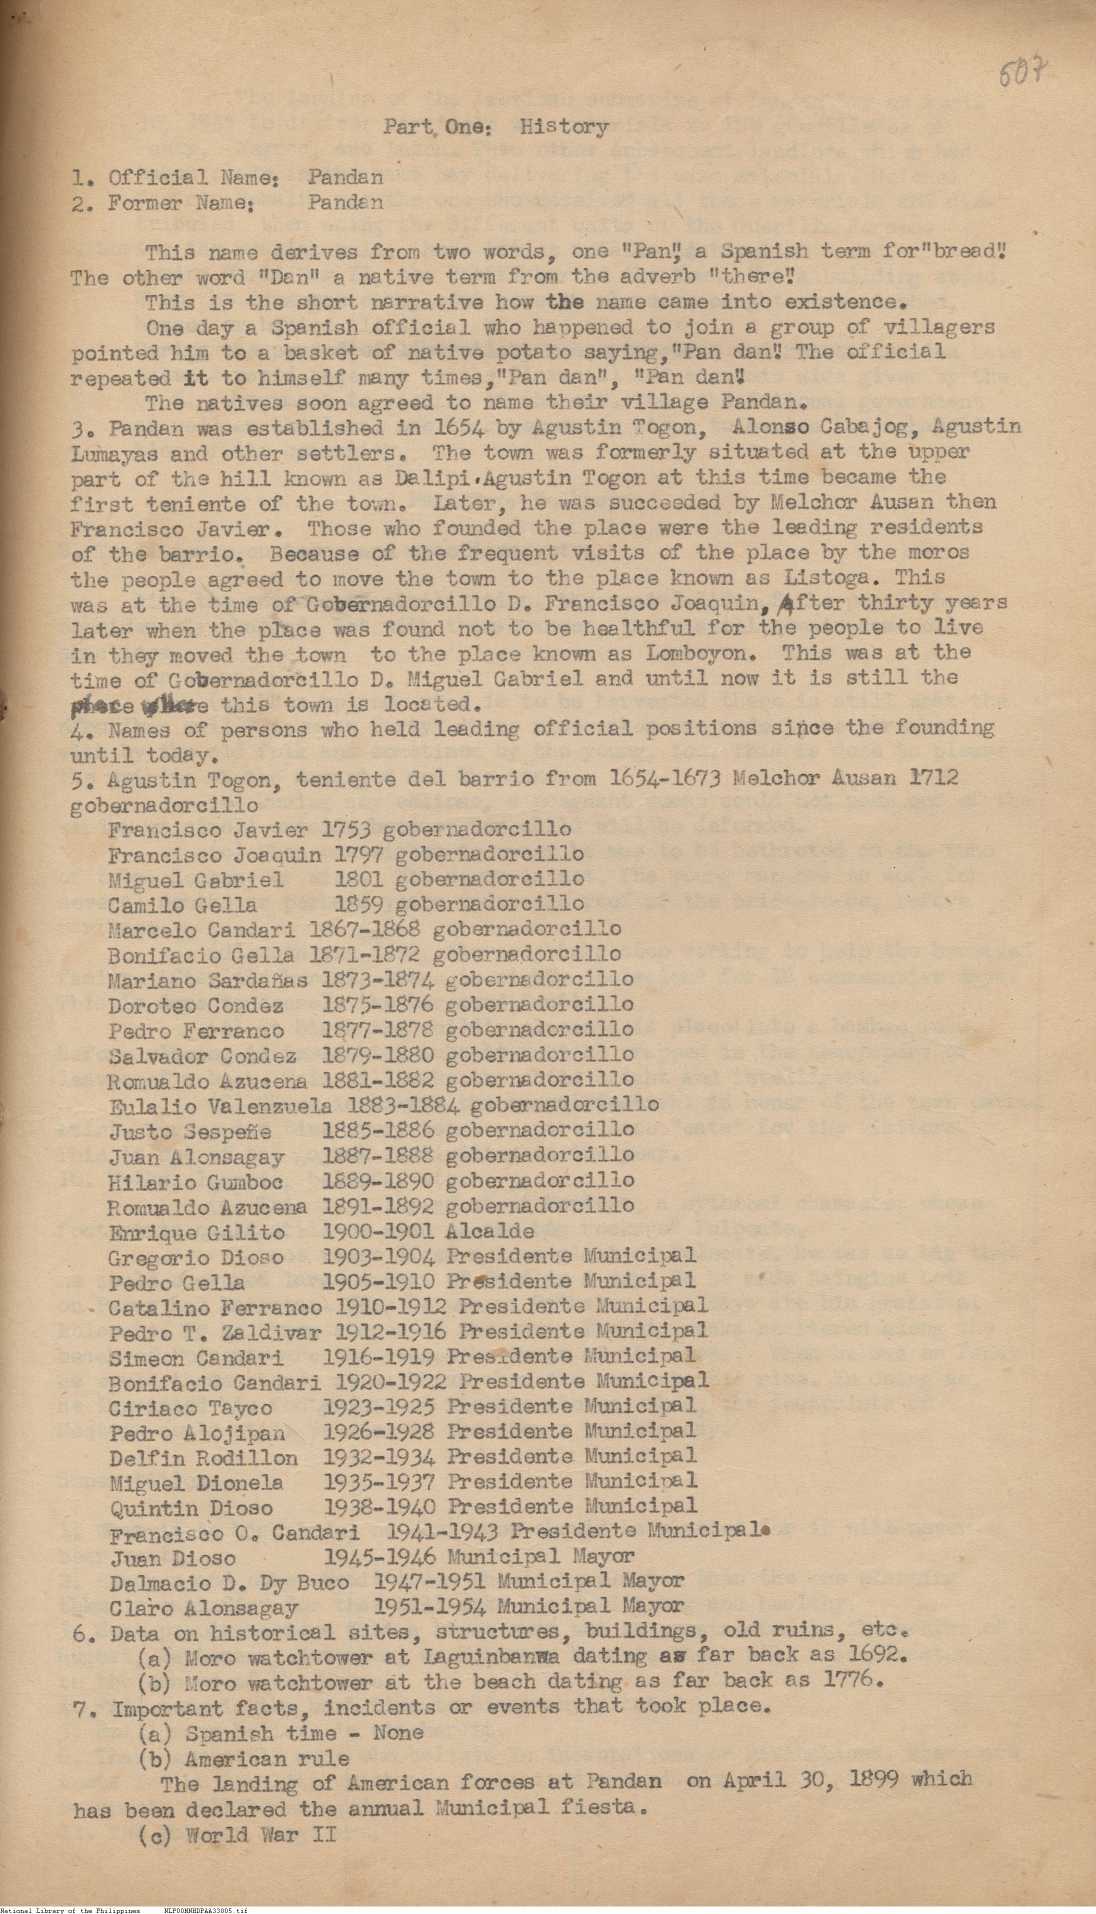 607
Part One: History
1. Official Name: Pandan
2. Former Name: Pandan
This name derives from two words, one "Pan", a Spanish term for "bread".
The other word "Dan" a native term from the adverb "there".
This is the short narrative how the name came into existence.
One day a Spanish official who happened to join a group of villagers
pointed him to a basket of native potato saying,"Pan dan". The official
repeated it to himself many times,"Pan dan", "Pan dan".
The natives soon agreed to name their village Pandan.
3. Pandan was established in 1654 by Agustin Togon, Alonso Cabajog, Agustin
Lumayas and other settlers. The town was formerly situated at the upper
part of the hill known as Dalipi.Agustin Togon at this time became the
first teniente of the town. Later, he was succeeded by Melchor Ausan then
Francisco Javier. Those who founded the place were the leading residents
of the barrio. Because of the frequent visits of the place by the moros
the people agreed to move the town to the place known as Listoga. This
was at the time of Gobernadorcillo D. Francisco Joaquin, After thirty years
later when the place was found not to be healthful for the people to live
in they moved the town to the place known as Lomboyon. This was at the
time of Gobernadorcillo D. Miguel Gabriel and until now it is still the
place where this town is located.
4. Names of persons who held leading official positions since the founding
until today.
5. Agustin Togon, teniente del barrio from 1654-1673 Melchor Ausan 1712
gobernadorcillo
Francisco Javier 1753 gobernadorcillo
Francisco Joaquin 1797 gobernadorcillo
Miguel Gabriel 1801 gobernadorcillo
Camilo Gella 1859 gobernadorcillo
Marcelo Candari 1867-1868 gobernadorcillo
Bonifacio Gella 1871-1872 gobernadorcillo
Mariano Sardañas 1873-1874 gobernadorcillo
Doroteo Condez 1875-1876 gobernadorcillo
Pedro Ferranco 1877-1878 gobernadorcillo
Salvador Condez 1879-1880 gobernadorcillo
Romualdo Azucena 1881-1882 gobernadorcillo
Eulalio Valenzuela 1883-1884 gobernadorcillo
Justo Sespeñe 1885-1886 gobernadorcillo
Juan Alonsagay 1887-1888 gobernadorcillo
Hilario Gumboc 1889-1890 gobernadorcillo
Romualdo Azucena 1891-1892 gobernadorcillo
Enrique Gilito 1900-1901 Alcalde
Gregorio Dioso 1903-1904 Presidente Municipal
Pedro Gella 1905-1910 Presidente Municipal
Catalino Ferranco 1910-1912 Presidente Municipal
Pedro T. Zaldivar 1912-1916 Presidente Municipal
Simeon Candari 1916-1919 Presidente Municipal
Bonifacio Candari 1920-1922 Presidente Municipal
Ciriaco Tayco 1923-1925 Presidente Municipal
Pedro Alojipan 1926-1928 Presidente Municipal
Delfin Rodillon 1932-1934 Presidente Municipal
Miguel Dionela 1935-1937 Presidente Municipal
Quintin Dioso 1938-1940 Presidente Municipal
Francisco O. Candari 1941-1943 Presidente Municipal.
Juan Dioso 1945-1946 Municipal Mayor
Dalmacio D. Dy Buco 1947-1951 Municipal Mayor
Claro Alonsagay 1951-1954 Municipal Mayor
6. Data on historical sites, structures, buildings, old ruins, etc.
(a) Moro watchtower at Laguinbanwa dating as far back as 1692.
(b) Moro watchtower at the beach dating as far back as 1776.
7. Important facts, incidents or events that took place.
(a) Spanish time - None
(b) American rule
The landing of American forces at Pandan on April 30, 1899 which
has been declared the annual Municipal fiesta.
(c) World War II
National Library of the Philippines NLP00MNHDPAA33005.tif